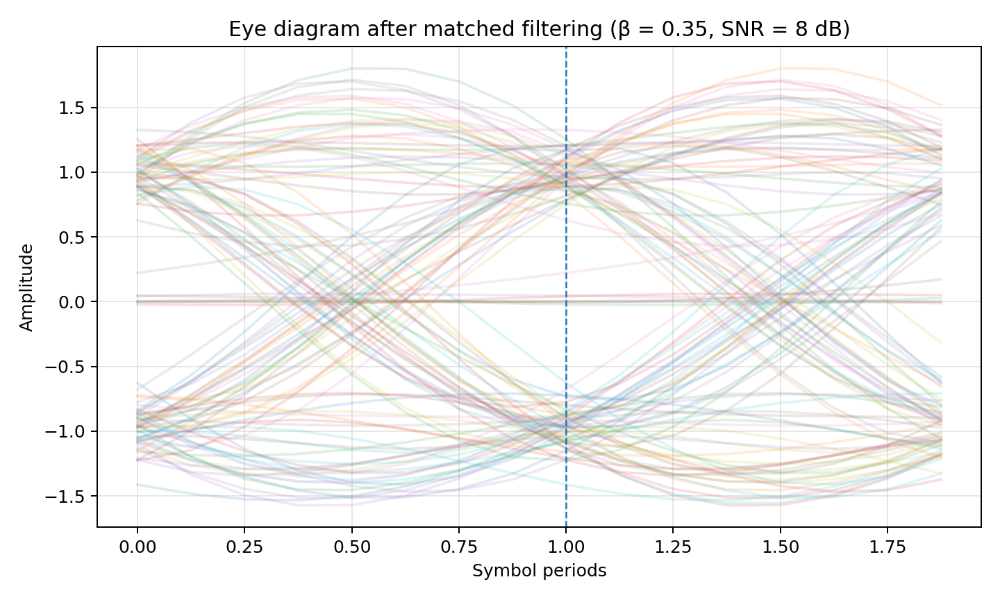 Eye diagram after matched filtering (β = 0.35, SNR = 8 dB)
Amplitude
1.5
1.0
0.5
0.0
−0.5
−1.0
−1.5
0.00 0.25 0.50 0.75 1.00 1.25 1.50 1.75
Symbol periods